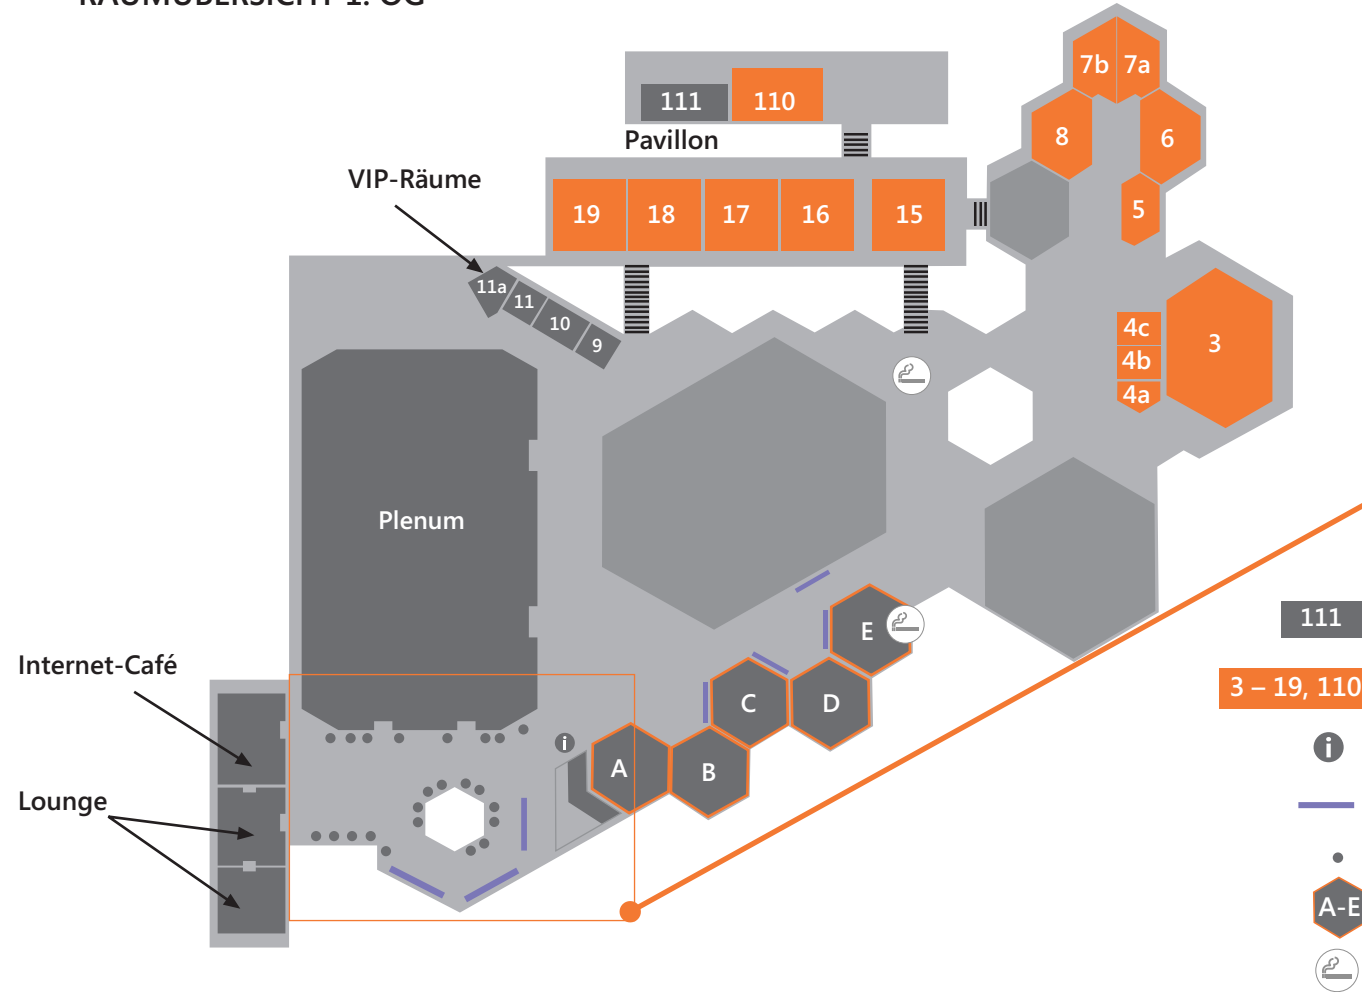 RAUMÜBERSICHT 1. OG
7b 7a
111 110
Pavillon
8 6
VIP-Räume
19 18 17 16 15 5
11a
11
10
9
4c
4b
4a
3
Plenum
E
Internet-Café
C D
i
A B
Lounge
111
3 – 19, 110
i
A-E